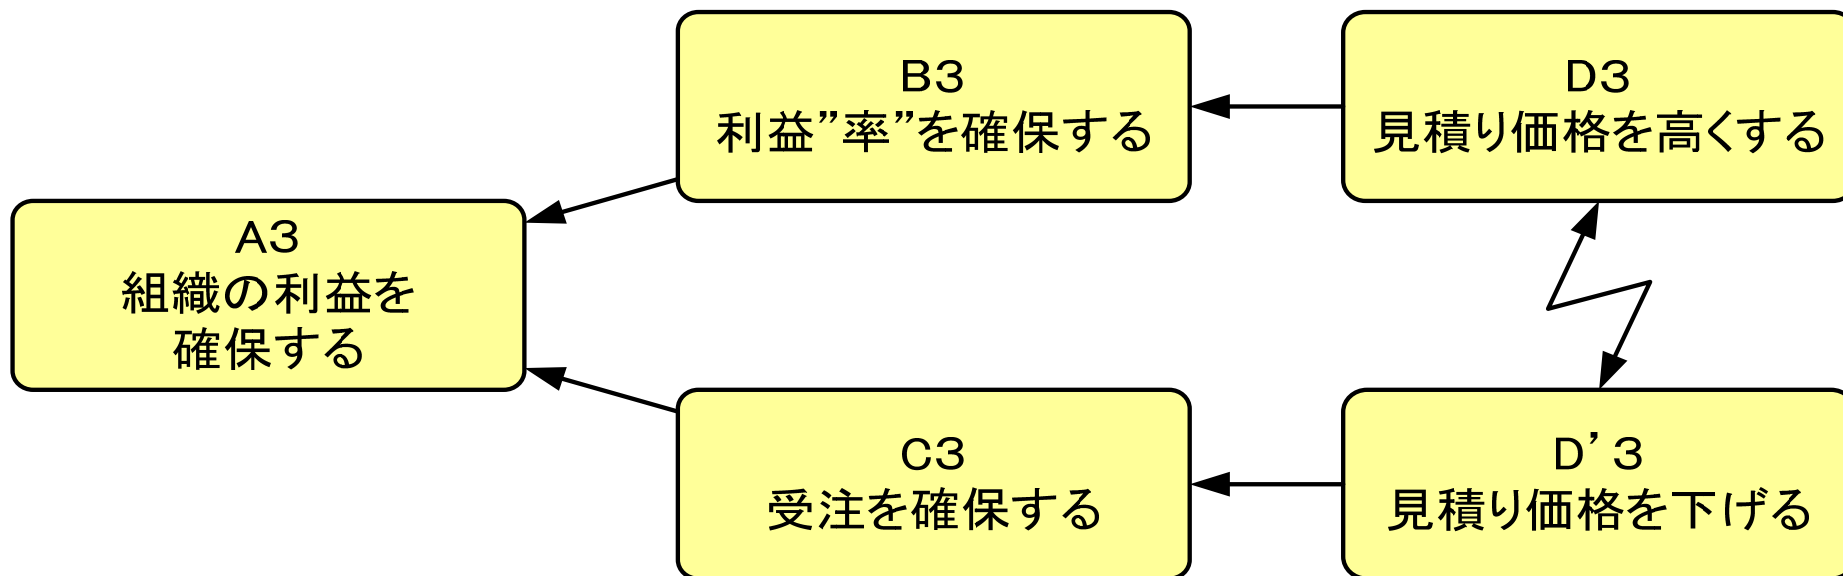 B3
利益”率”を確保する
D3
見積り価格を高くする
A3
組織の利益を
確保する
C3
受注を確保する
D’3
見積り価格を下げる